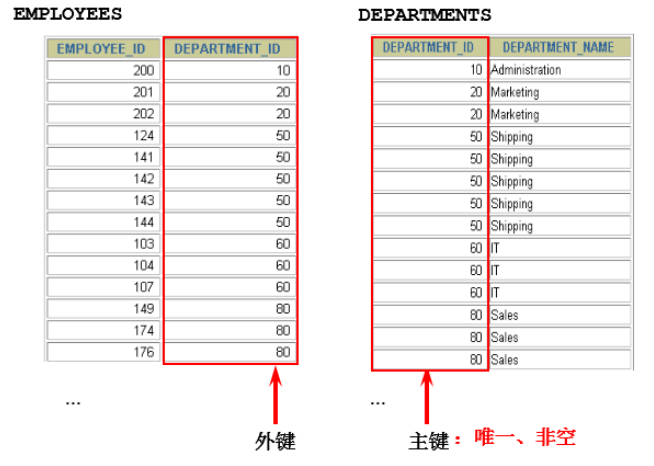 EMPLOYEES DEPARTMENTS
EMPLOYEE_ID DEPARTMENT_ID DEPARTMENT_ID DEPARTMENT_NAME
200 10 10 Administration
201 20 20 Marketing
202 20 20 Marketing
124 50 50 Shipping
141 50 50 Shipping
142 50 50 Shipping
143 50 50 Shipping
144 50 50 Shipping
103 60 60 IT
104 60 60 IT
107 60 60 IT
149 80 80 Sales
174 80 80 Sales
176 80 80 Sales
... ...
外键 主键：唯一、非空